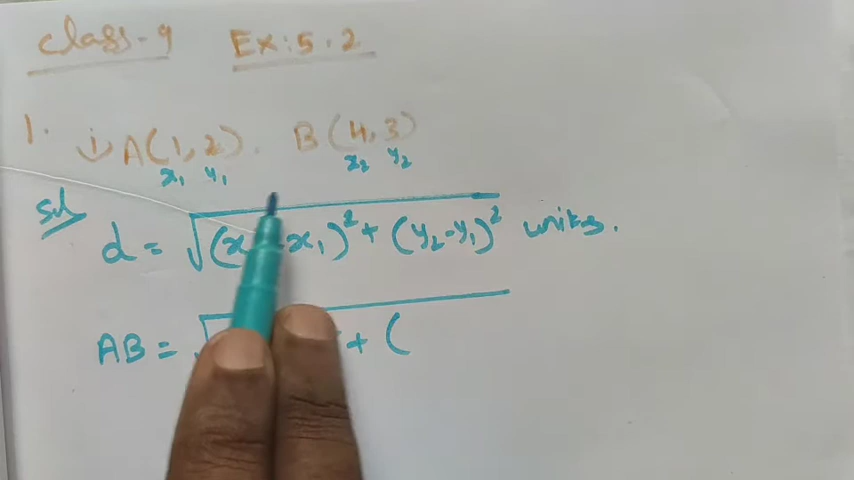 Class-9 Ex:5.2
1. i) A(1,2). B(4,3)
x₁ y₁ x₂ y₂
Sol
d = √(x - x₁)² + (y₂-y₁)² units.
AB = √ + (